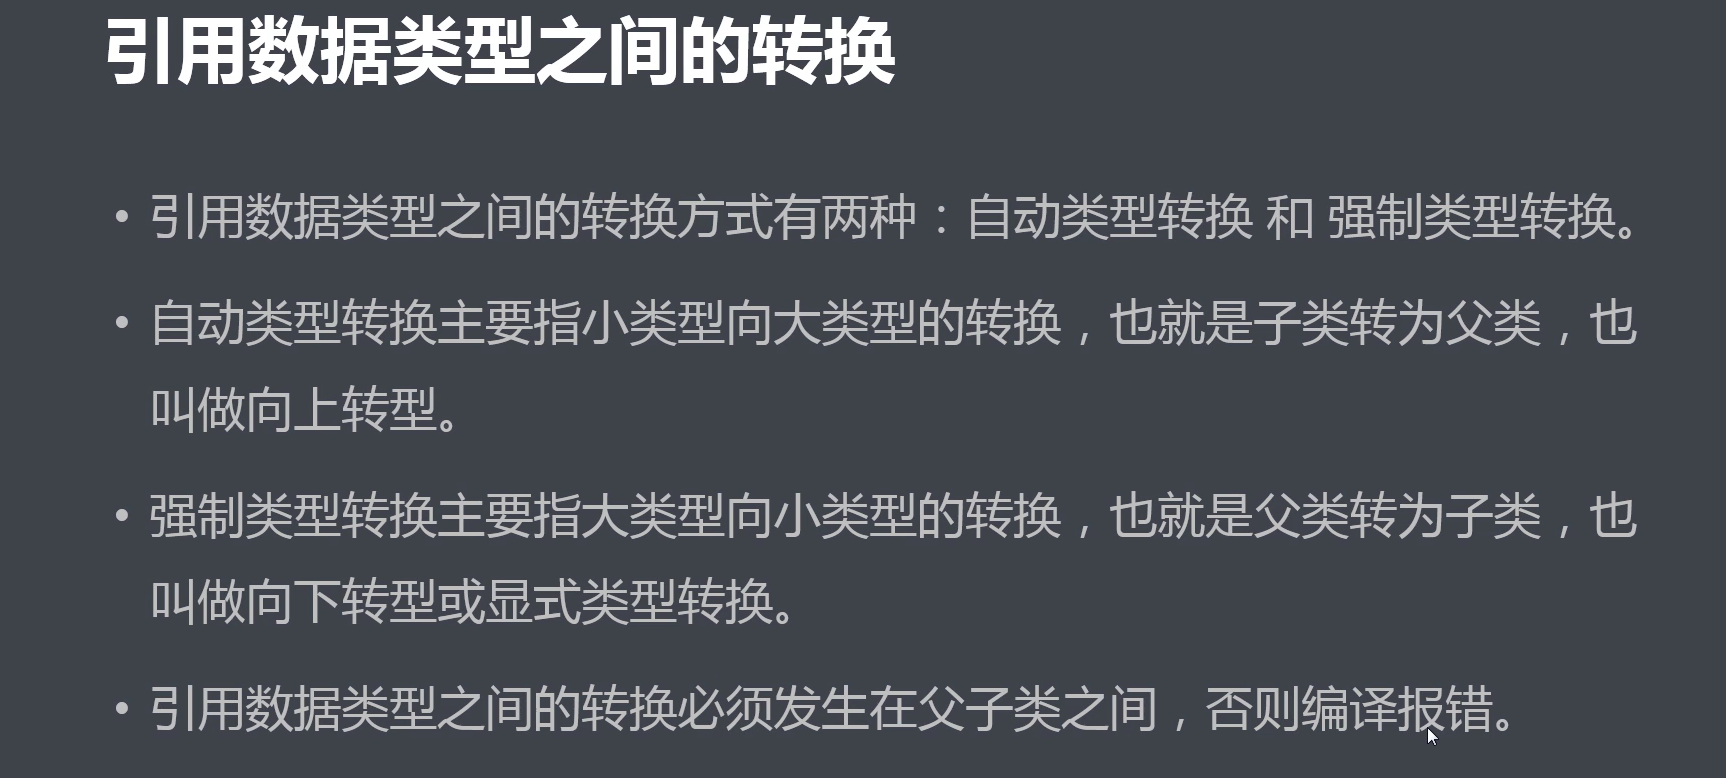 引用数据类型之间的转换
• 引用数据类型之间的转换方式有两种：自动类型转换 和 强制类型转换。
• 自动类型转换主要指小类型向大类型的转换，也就是子类转为父类，也
叫做向上转型。
• 强制类型转换主要指大类型向小类型的转换，也就是父类转为子类，也
叫做向下转型或显式类型转换。
• 引用数据类型之间的转换必须发生在父子类之间，否则编译报错。